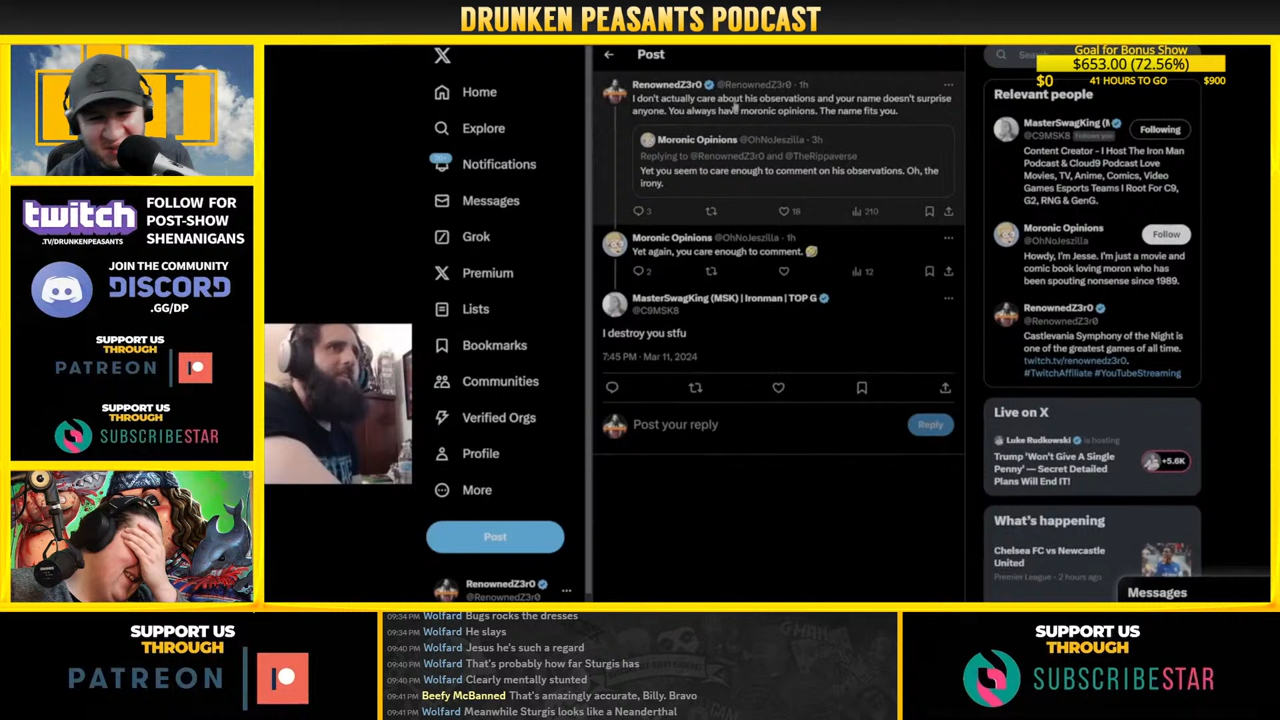 DRUNKEN PEASANTS PODCAST
twitch
.TV/DRUNKENPEASANTS
FOLLOW FOR
POST-SHOW
SHENANIGANS
JOIN THE COMMUNITY
DISCORD
.GG/DP
SUPPORT US
THROUGH
PATREON
SUPPORT US
THROUGH
SUBSCRIBESTAR
X
Home
Explore
Notifications
Messages
Grok
Premium
Lists
Bookmarks
Communities
Verified Orgs
Profile
More
Post
RenownedZ3r0
@RenownedZ3r0
Post
RenownedZ3r0 @RenownedZ3r0 · 1h
I don't actually care about his observations and your name doesn't surprise
anyone. You always have moronic opinions. The name fits you.
Moronic Opinions @OhNoJeszilla · 3h
Replying to @RenownedZ3r0 and @TheRippaverse
Yet you seem to care enough to comment on his observations. Oh, the
irony.
3 18 210
Moronic Opinions @OhNoJeszilla · 1h
Yet again, you care enough to comment. 🤣
2 12
MasterSwagKing (MSK) | Ironman | TOP G
@C9MSK8
I destroy you stfu
7:45 PM · Mar 11, 2024
Post your reply
Reply
Goal for Bonus Show
$653.00 (72.56%)
$0 41 HOURS TO GO $900
Relevant people
MasterSwagKing (
@C9MSK8 Follows you
Following
Content Creator - I Host The Iron Man
Podcast & Cloud9 Podcast Love
Movies, TV, Anime, Comics, Video
Games Esports Teams I Root For C9,
G2, RNG & GenG.
Moronic Opinions
@OhNoJeszilla
Follow
Howdy, I'm Jesse. I'm just a movie and
comic book loving moron who has
been spouting nonsense since 1989.
RenownedZ3r0
@RenownedZ3r0
Castlevania Symphony of the Night is
one of the greatest games of all time.
twitch.tv/renownedz3r0.
#TwitchAffiliate #YouTubeStreaming
Live on X
Luke Rudkowski is hosting
Trump 'Won't Give A Single
Penny' — Secret Detailed
Plans Will END IT!
+5.6K
What's happening
Chelsea FC vs Newcastle
United
Premier League · 2 hours ago
Messages
SUPPORT US
THROUGH
PATREON
09:34 PM Wolfard Bugs rocks the dresses
09:34 PM Wolfard He slays
09:40 PM Wolfard Jesus he's such a regard
09:40 PM Wolfard That's probably how far Sturgis has
09:40 PM Wolfard Clearly mentally stunted
09:41 PM Beefy McBanned That's amazingly accurate, Billy. Bravo
09:41 PM Wolfard Meanwhile Sturgis looks like a Neanderthal
SUPPORT US
THROUGH
SUBSCRIBESTAR